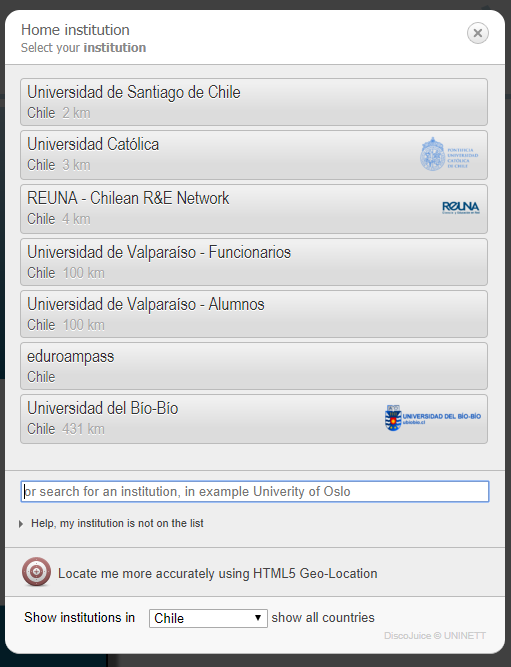 Home institution
Select your institution
Universidad de Santiago de Chile
Chile 2 km
Universidad Católica
Chile 3 km
PONTIFICIA
UNIVERSIDAD
CATÓLICA
DE CHILE
REUNA - Chilean R&E Network
Chile 4 km
REUNA
Universidad de Valparaíso - Funcionarios
Chile 100 km
Universidad de Valparaíso - Alumnos
Chile 100 km
eduroampass
Chile
Universidad del Bío-Bío
Chile 431 km
UNIVERSIDAD DEL BÍO-BÍO
ubiobio.cl
or search for an institution, in example Univerity of Oslo
Help, my institution is not on the list
Locate me more accurately using HTML5 Geo-Location
Show institutions in Chile show all countries
DiscoJuice © UNINETT